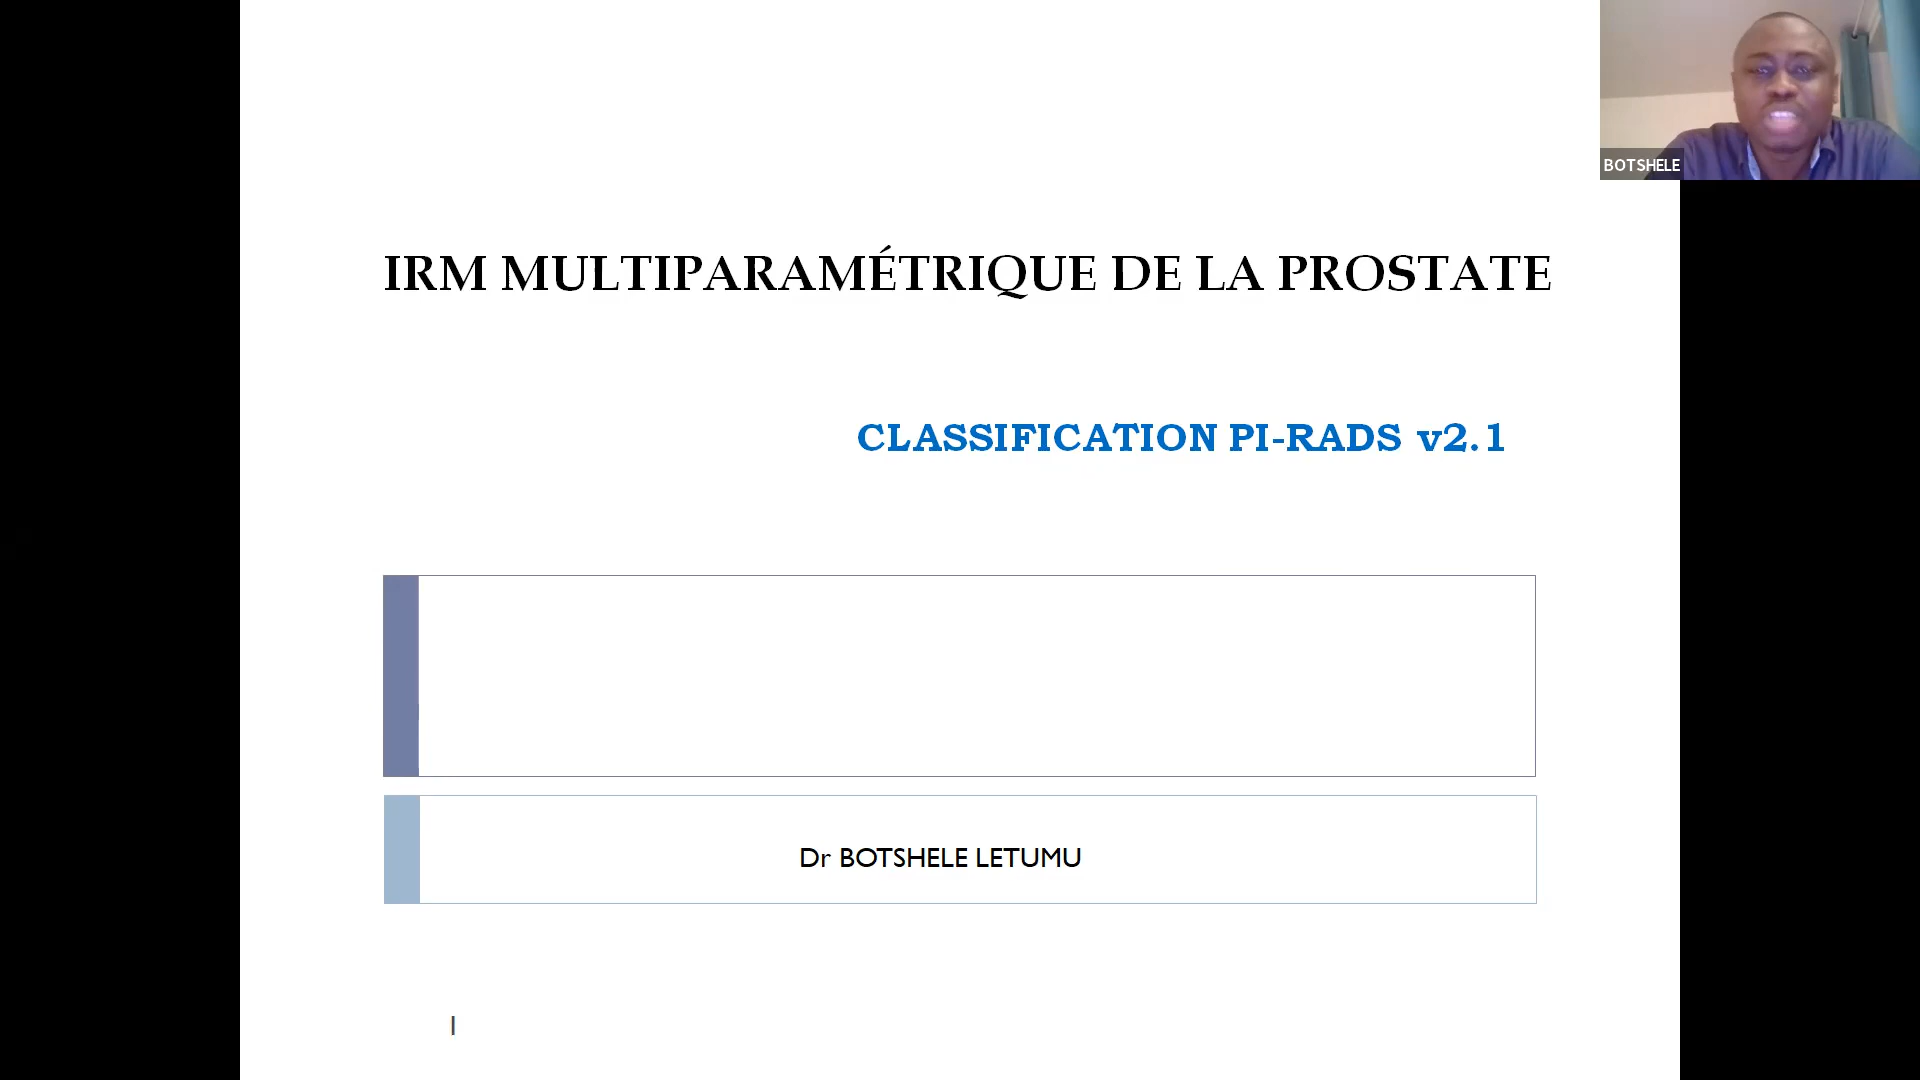 BOTSHELE
IRM MULTIPARAMÉTRIQUE DE LA PROSTATE
CLASSIFICATION PI-RADS v2.1
Dr BOTSHELE LETUMU
1